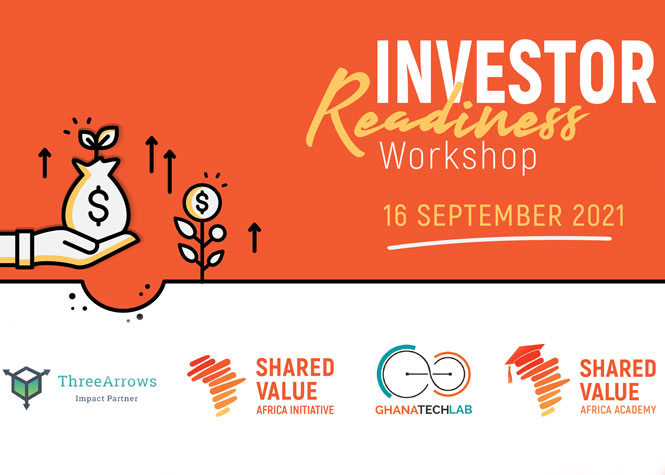 INVESTOR
Readiness
Workshop
16 SEPTEMBER 2021
$
$
ThreeArrows
Impact Partner
SHARED
VALUE
AFRICA INITIATIVE
GHANATECHLAB
SHARED
VALUE
AFRICA ACADEMY